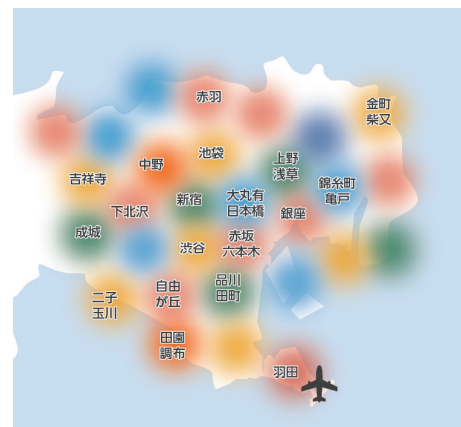 赤羽
金町
柴又
中野
池袋
上野
浅草
吉祥寺
新宿
大丸有
日本橋
錦糸町
亀戸
下北沢
銀座
成城
渋谷
赤坂
六本木
二子
玉川
自由
が丘
品川
田町
田園
調布
羽田